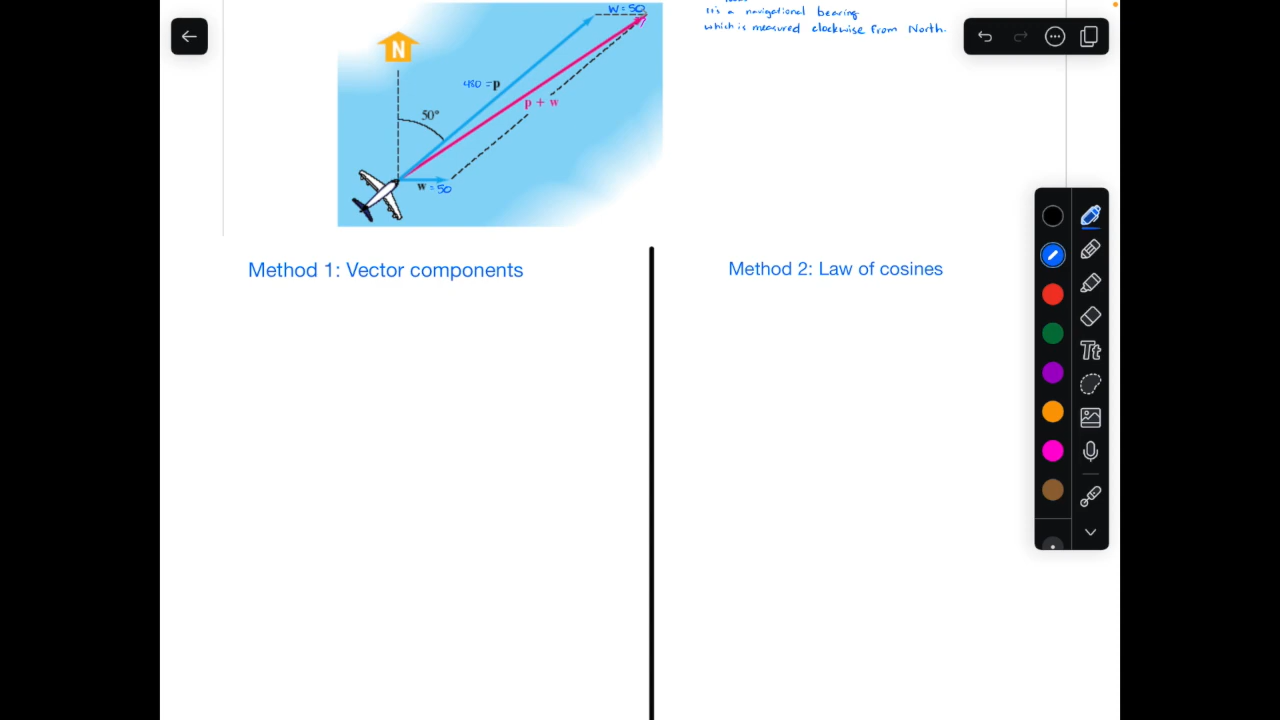 W = 50
It's a navigational bearing
which is measured clockwise from North.
N
480 = p
p + w
50°
w = 50
Method 1: Vector components
Method 2: Law of cosines
Tt